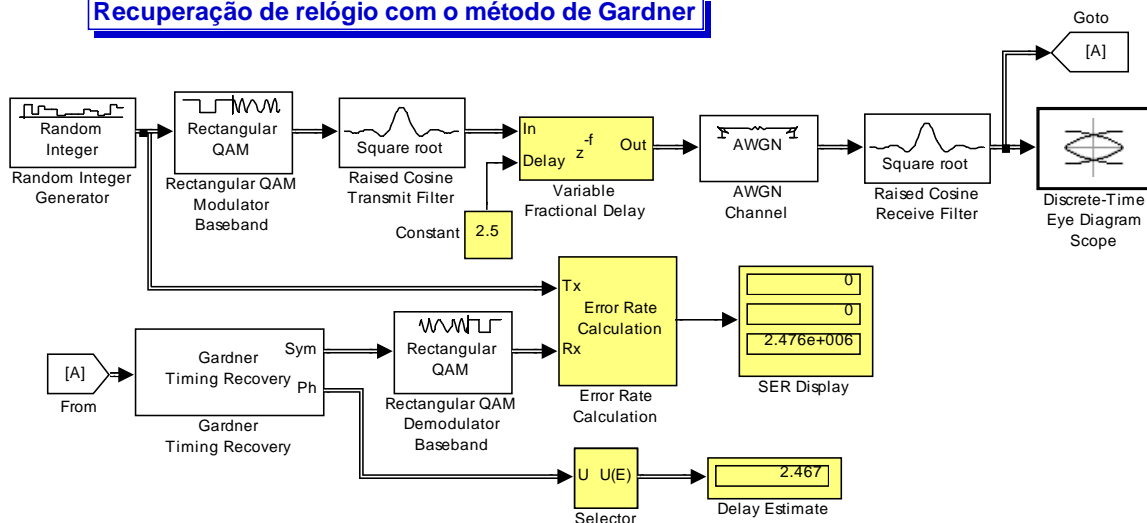 Recuperação de relógio com o método de Gardner
Goto
[A]
Random
Integer
Random Integer
Generator
Rectangular
QAM
Rectangular QAM
Modulator
Baseband
Square root
Raised Cosine
Transmit Filter
In
Delay
z-f
Out
Variable
Fractional Delay
Constant
2.5
AWGN
AWGN
Channel
Square root
Raised Cosine
Receive Filter
Discrete-Time
Eye Diagram
Scope
[A]
From
Gardner
Timing Recovery
Sym
Ph
Gardner
Timing Recovery
Rectangular
QAM
Rectangular QAM
Demodulator
Baseband
Tx
Rx
Error Rate
Calculation
Error Rate
Calculation
0
0
2.476e+006
SER Display
U U(E)
Selector
2.467
Delay Estimate